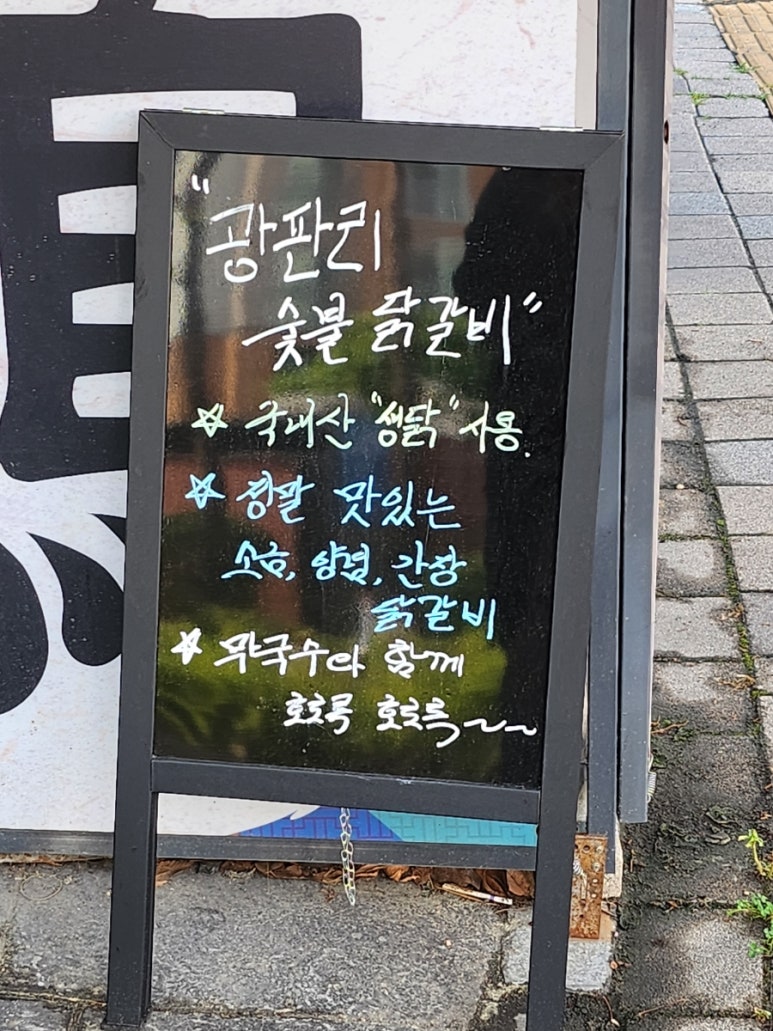 "광판리
숯불 닭갈비"
☆ 국내산 "생닭" 사용.
☆ 정말 맛있는
소금, 양념, 간장
닭갈비
☆ 막국수와 함께
호로록 호로록~~